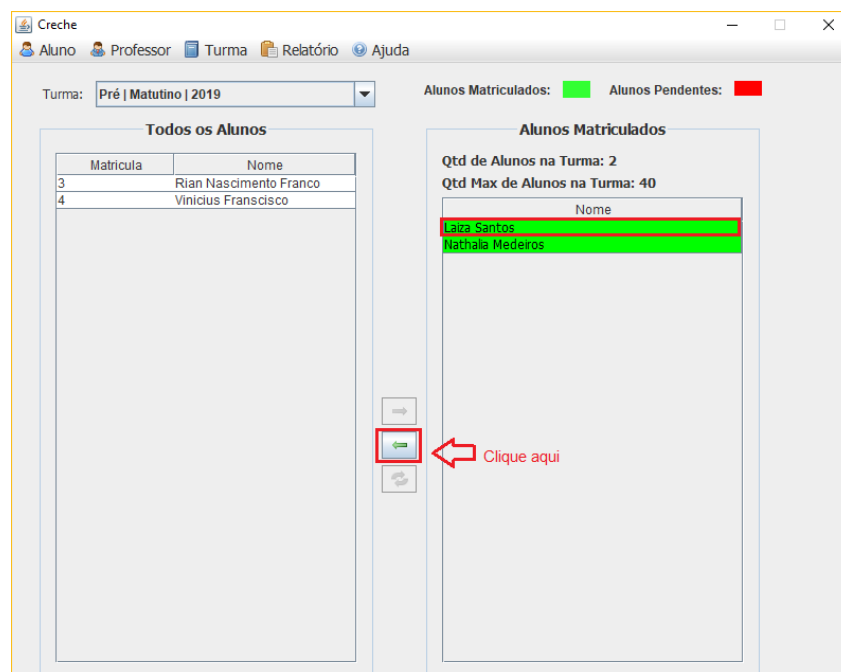 Creche
Aluno Professor Turma Relatório Ajuda
Turma: Pré | Matutino | 2019
Alunos Matriculados: Alunos Pendentes:
Todos os Alunos
Matricula Nome
3 Rian Nascimento Franco
4 Vinicius Franscisco
Alunos Matriculados
Qtd de Alunos na Turma: 2
Qtd Max de Alunos na Turma: 40
Nome
Laiza Santos
Nathalia Medeiros
Clique aqui